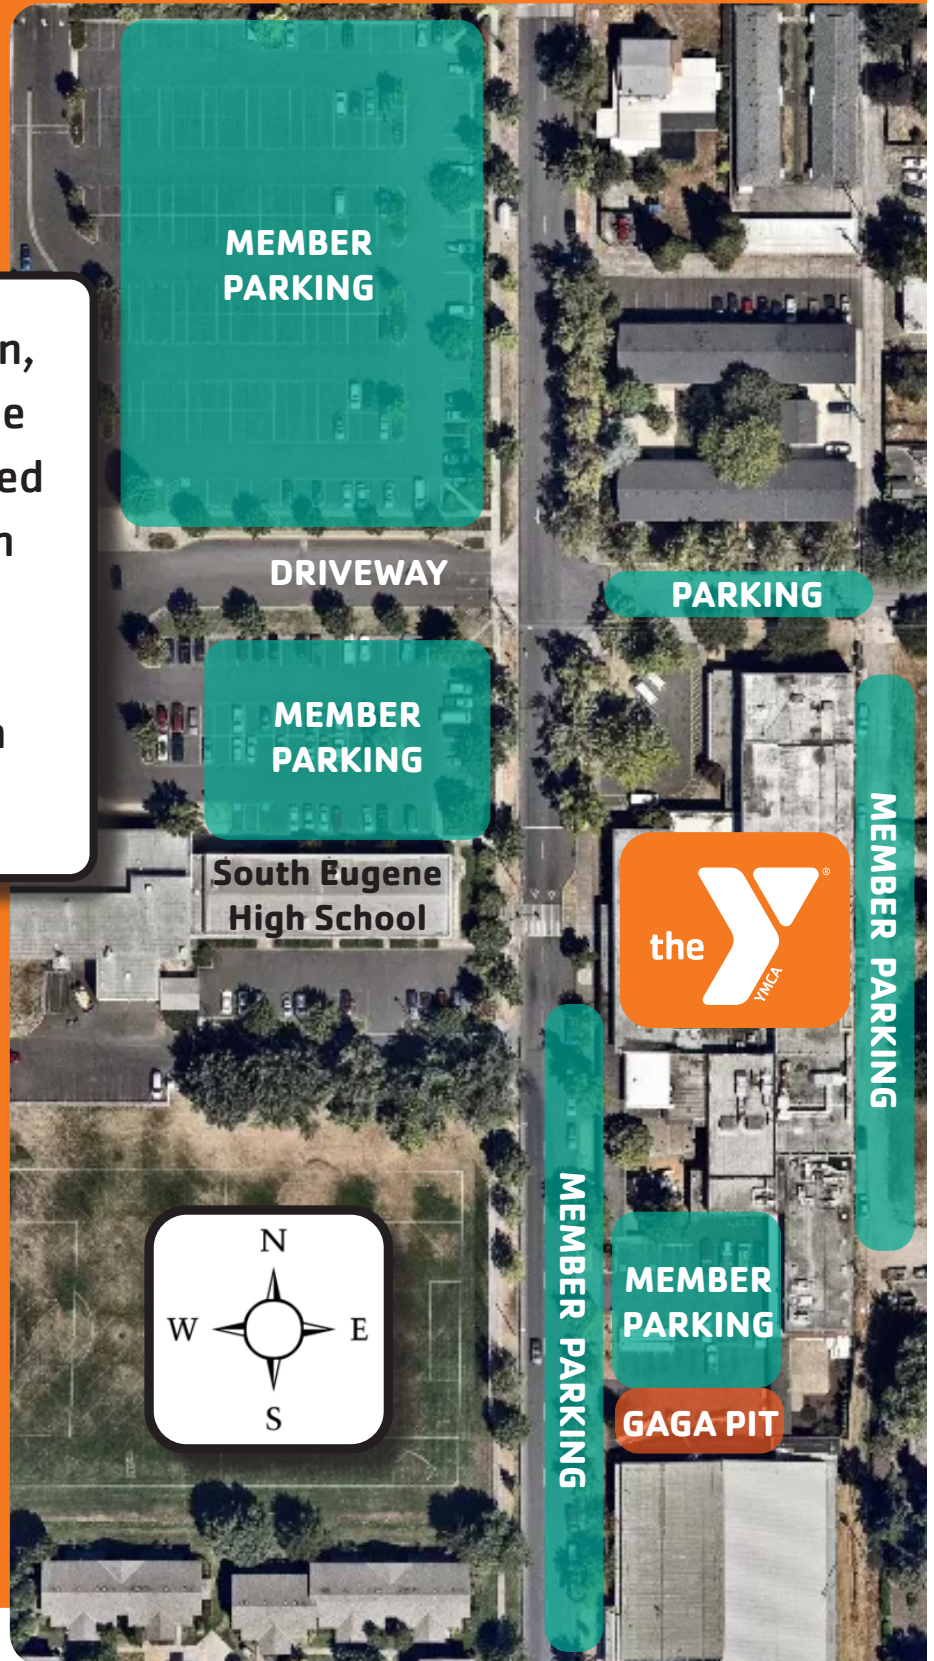 MEMBER
PARKING
n,
e
ed
n
n
DRIVEWAY
PARKING
MEMBER
PARKING
South Eugene
High School
the
YMCA
®
MEMBER PARKING
MEMBER PARKING
MEMBER
PARKING
GAGA PIT
N
W E
S